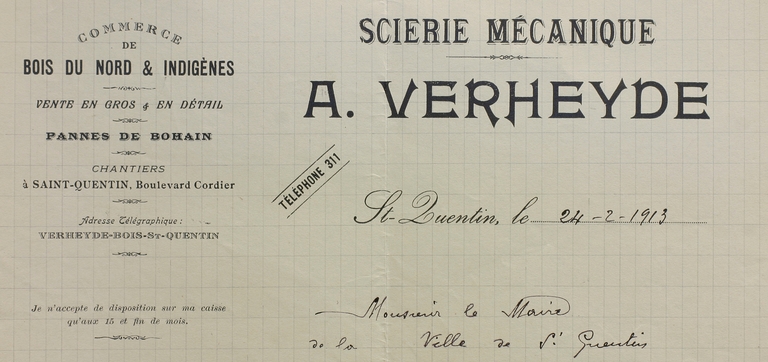 COMMERCE
DE
BOIS DU NORD & INDIGÈNES
VENTE EN GROS & EN DÉTAIL
PANNES DE BOHAIN
CHANTIERS
à SAINT-QUENTIN, Boulevard Cordier
Adresse Télégraphique :
VERHEYDE-BOIS-ST-QUENTIN
Je n'accepte de disposition sur ma caisse
qu'aux 15 et fin de mois.
SCIERIE MÉCANIQUE
A. VERHEYDE
TÉLÉPHONE 311
St-Quentin, le 24-2-1913
Monsieur le Maire
de la Ville de St Quentin